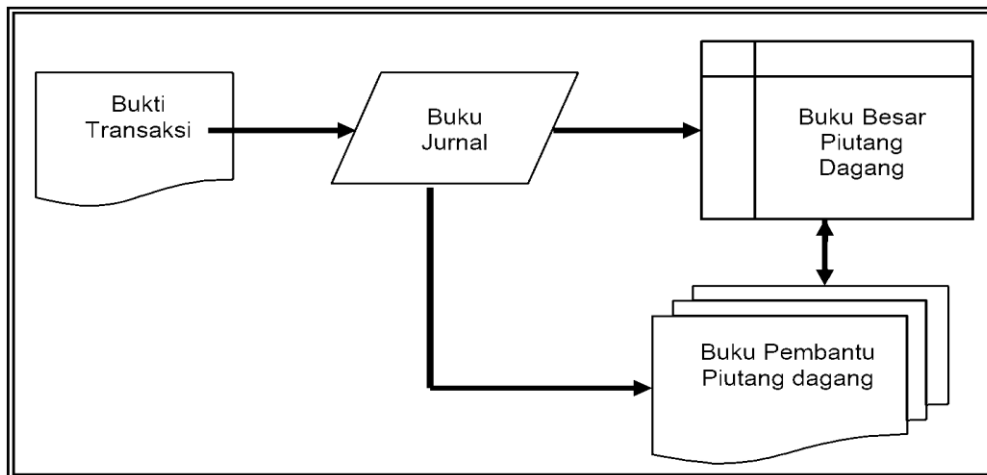 Bukti
Transaksi
Buku
Jurnal
Buku Besar
Piutang
Dagang
Buku Pembantu
Piutang dagang